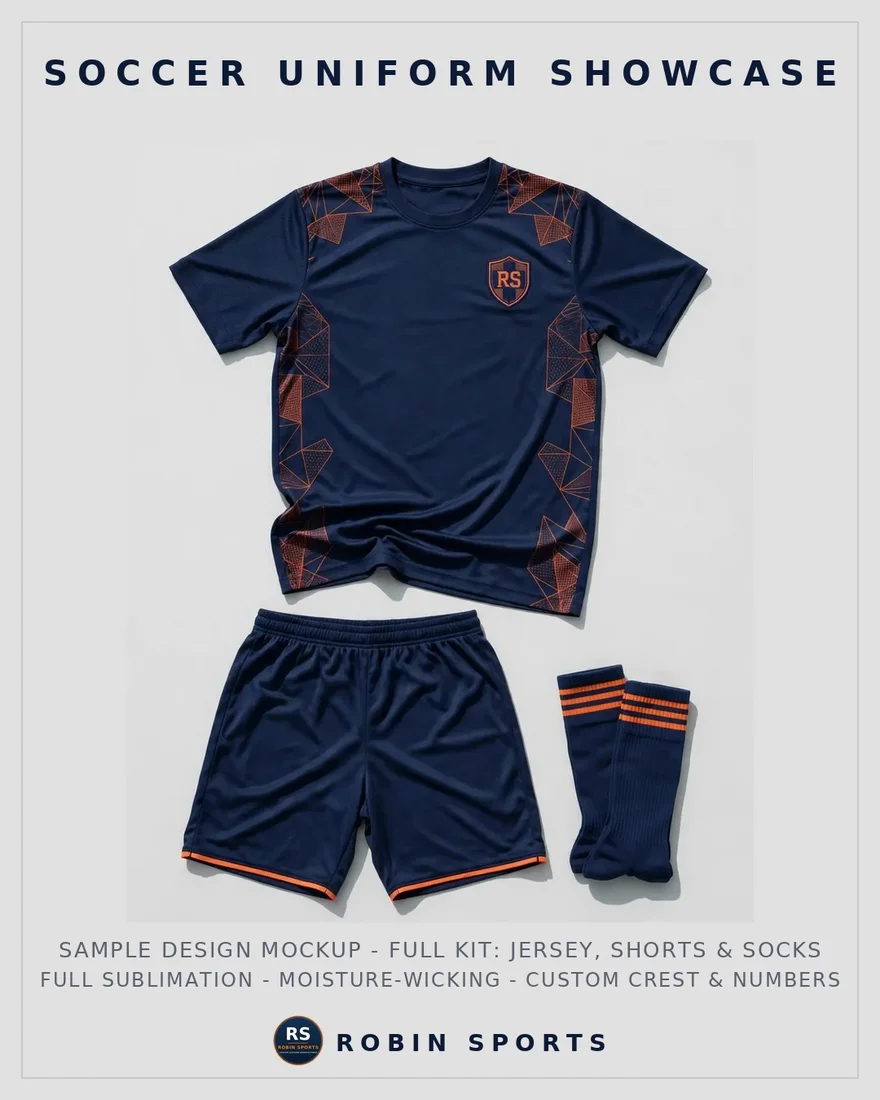 SOCCER UNIFORM SHOWCASE
RS
SAMPLE DESIGN MOCKUP - FULL KIT: JERSEY, SHORTS & SOCKS
FULL SUBLIMATION - MOISTURE-WICKING - CUSTOM CREST & NUMBERS
RS
ROBIN SPORTS
ROBIN SPORTS